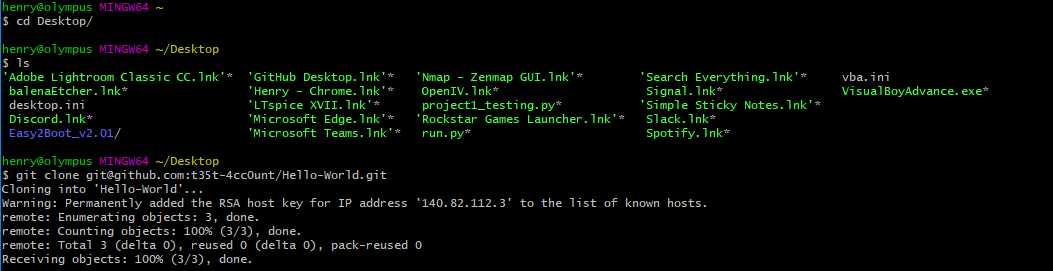 henry@olympus MINGW64 ~
$ cd Desktop/
henry@olympus MINGW64 ~/Desktop
$ ls
'Adobe Lightroom Classic CC.lnk'* 'GitHub Desktop.lnk'* 'Nmap - Zenmap GUI.lnk'* 'Search Everything.lnk'* vba.ini
balenaEtcher.lnk* 'Henry - Chrome.lnk'* OpenIV.lnk* Signal.lnk* VisualBoyAdvance.exe*
desktop.ini 'LTspice XVII.lnk'* project1_testing.py* 'Simple Sticky Notes.lnk'*
Discord.lnk* 'Microsoft Edge.lnk'* 'Rockstar Games Launcher.lnk'* Slack.lnk*
Easy2Boot_v2.01/ 'Microsoft Teams.lnk'* run.py* Spotify.lnk*
henry@olympus MINGW64 ~/Desktop
$ git clone git@github.com:t35t-4cc0unt/Hello-World.git
Cloning into 'Hello-World'...
Warning: Permanently added the RSA host key for IP address '140.82.112.3' to the list of known hosts.
remote: Enumerating objects: 3, done.
remote: Counting objects: 100% (3/3), done.
remote: Total 3 (delta 0), reused 0 (delta 0), pack-reused 0
Receiving objects: 100% (3/3), done.